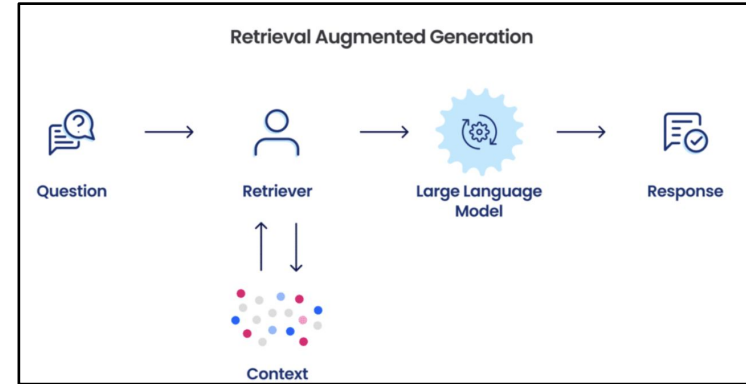 Retrieval Augmented Generation
Question
Retriever
Large Language
Model
Response
Context